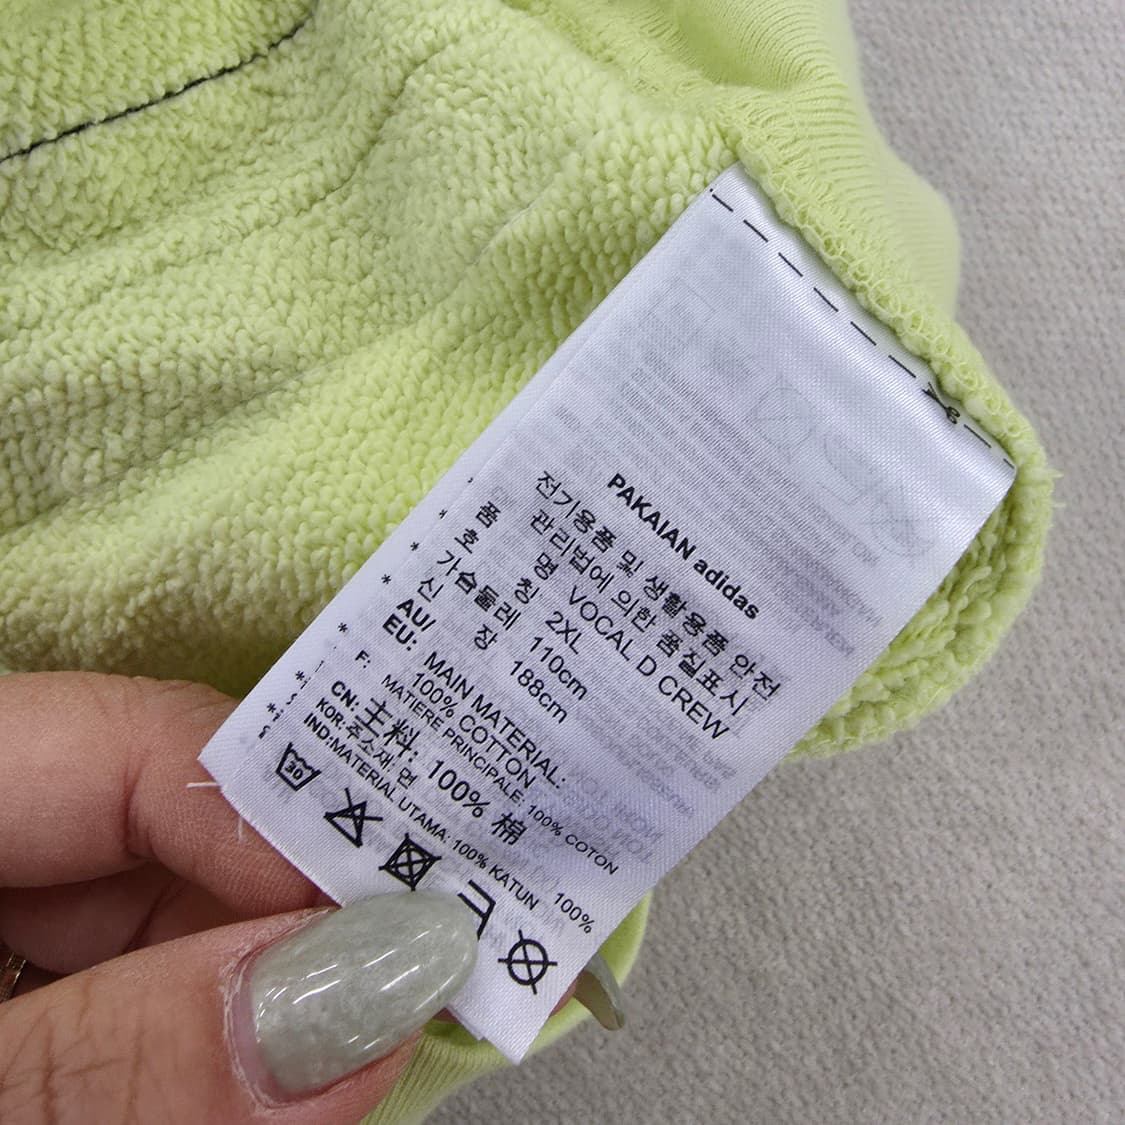 PAKAIAN adidas
전기용품 및 생활용품 안전
관리법에 의한 품질표시
품 명 VOCAL D CREW
호 칭 2XL
가슴둘레 110cm
신 장 188cm
AU/
EU: MAIN MATERIAL:
100% COTTON
F: MATIERE PRINCIPALE: 100% COTON
CN: 主料: 100% 棉
KOR:주소재: 면 100%
IND:MATERIAL UTAMA: 100% KATUN
30